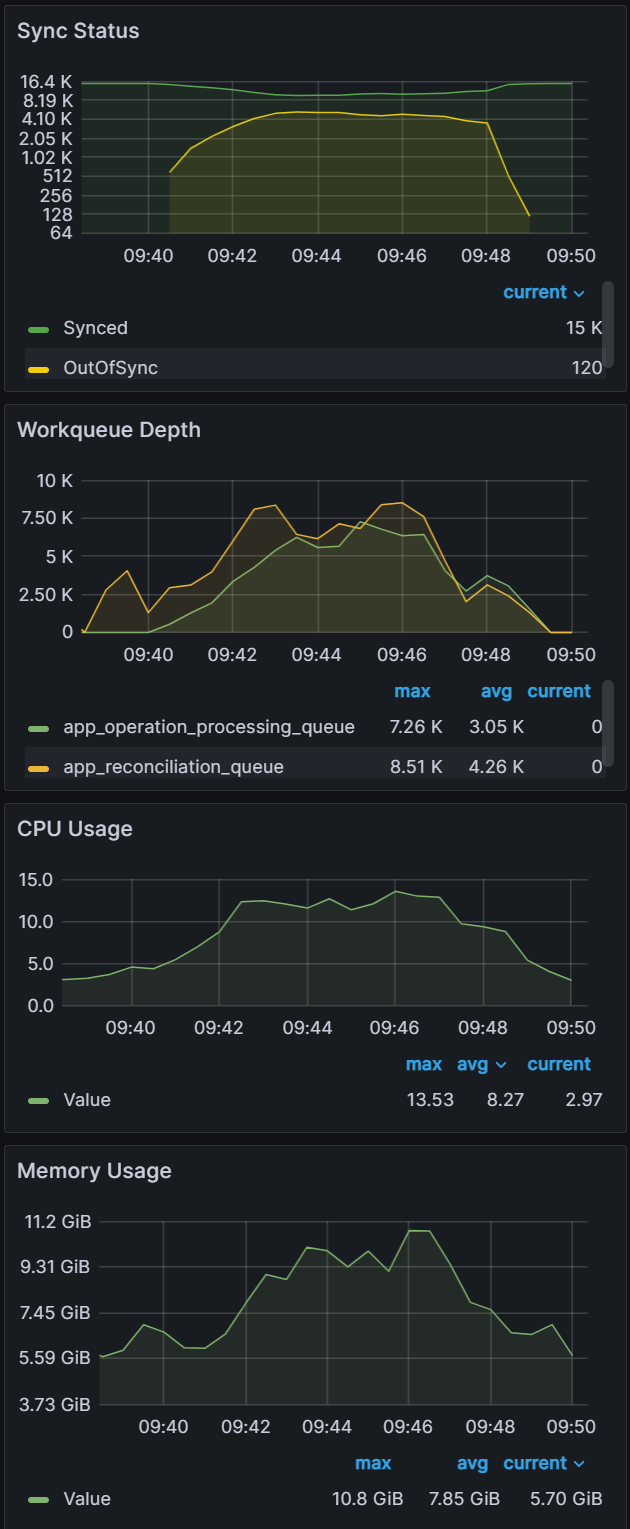 Sync Status
16.4 K
8.19 K
4.10 K
2.05 K
1.02 K
512
256
128
64
09:40 09:42 09:44 09:46 09:48 09:50
current
Synced 15 K
OutOfSync 120
Workqueue Depth
10 K
7.50 K
5 K
2.50 K
0
09:40 09:42 09:44 09:46 09:48 09:50
max avg current
app_operation_processing_queue 7.26 K 3.05 K 0
app_reconciliation_queue 8.51 K 4.26 K 0
CPU Usage
15.0
10.0
5.0
0.0
09:40 09:42 09:44 09:46 09:48 09:50
max avg current
Value 13.53 8.27 2.97
Memory Usage
11.2 GiB
9.31 GiB
7.45 GiB
5.59 GiB
3.73 GiB
09:40 09:42 09:44 09:46 09:48 09:50
max avg current
Value 10.8 GiB 7.85 GiB 5.70 GiB